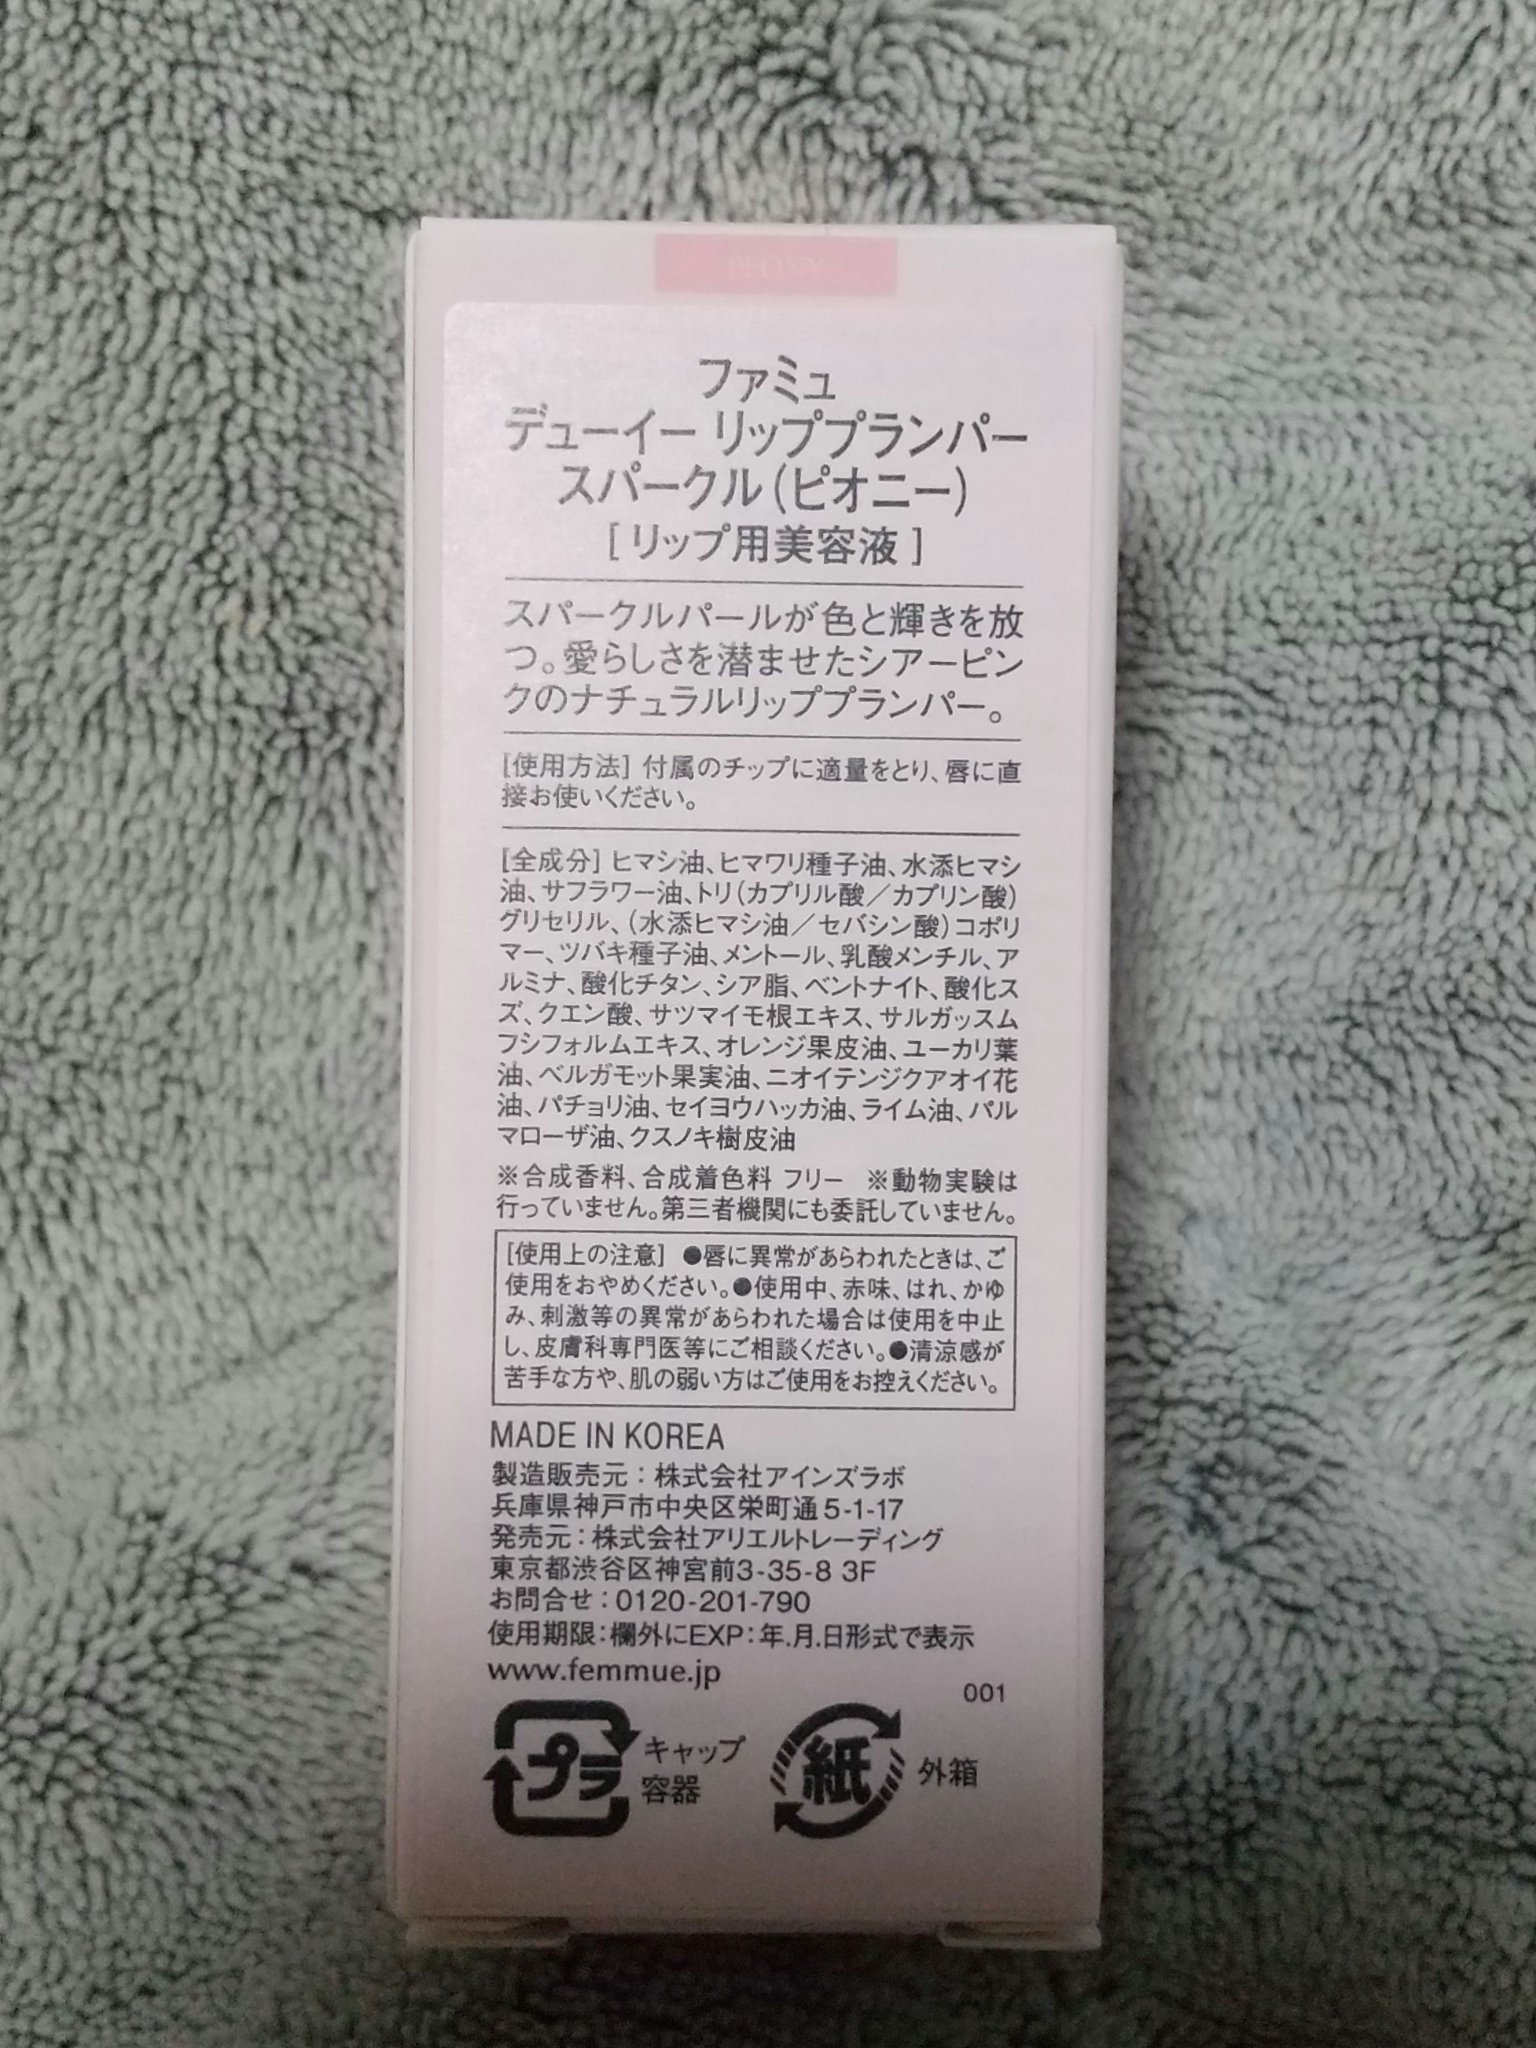 PEONY
ファミュ
デューイー リッププランパー
スパークル(ピオニー)
[ リップ用美容液 ]
スパークルパールが色と輝きを放
つ。愛らしさを潜ませたシアーピン
クのナチュラルリッププランパー。
[使用方法] 付属のチップに適量をとり、唇に直
接お使いください。
[全成分] ヒマシ油、ヒマワリ種子油、水添ヒマシ
油、サフラワー油、トリ(カプリル酸/カプリン酸)
グリセリル、(水添ヒマシ油/セバシン酸)コポリ
マー、ツバキ種子油、メントール、乳酸メンチル、ア
ルミナ、酸化チタン、シア脂、ベントナイト、酸化ス
ズ、クエン酸、サツマイモ根エキス、サルガッスム
フシフォルムエキス、オレンジ果皮油、ユーカリ葉
油、ベルガモット果実油、ニオイテンジクアオイ花
油、パチョリ油、セイヨウハッカ油、ライム油、パル
マローザ油、クスノキ樹皮油
※合成香料、合成着色料 フリー ※動物実験は
行っていません。第三者機関にも委託していません。
[使用上の注意] ●唇に異常があらわれたときは、ご
使用をおやめください。●使用中、赤味、はれ、かゆ
み、刺激等の異常があらわれた場合は使用を中止
し、皮膚科専門医等にご相談ください。●清涼感が
苦手な方や、肌の弱い方はご使用をお控えください。
MADE IN KOREA
製造販売元：株式会社アインズラボ
兵庫県神戸市中央区栄町通5-1-17
発売元：株式会社アリエルトレーディング
東京都渋谷区神宮前3-35-8 3F
お問合せ：0120-201-790
使用期限：欄外にEXP：年.月.日形式で表示
www.femmue.jp
001
プラ キャップ
容器
紙 外箱